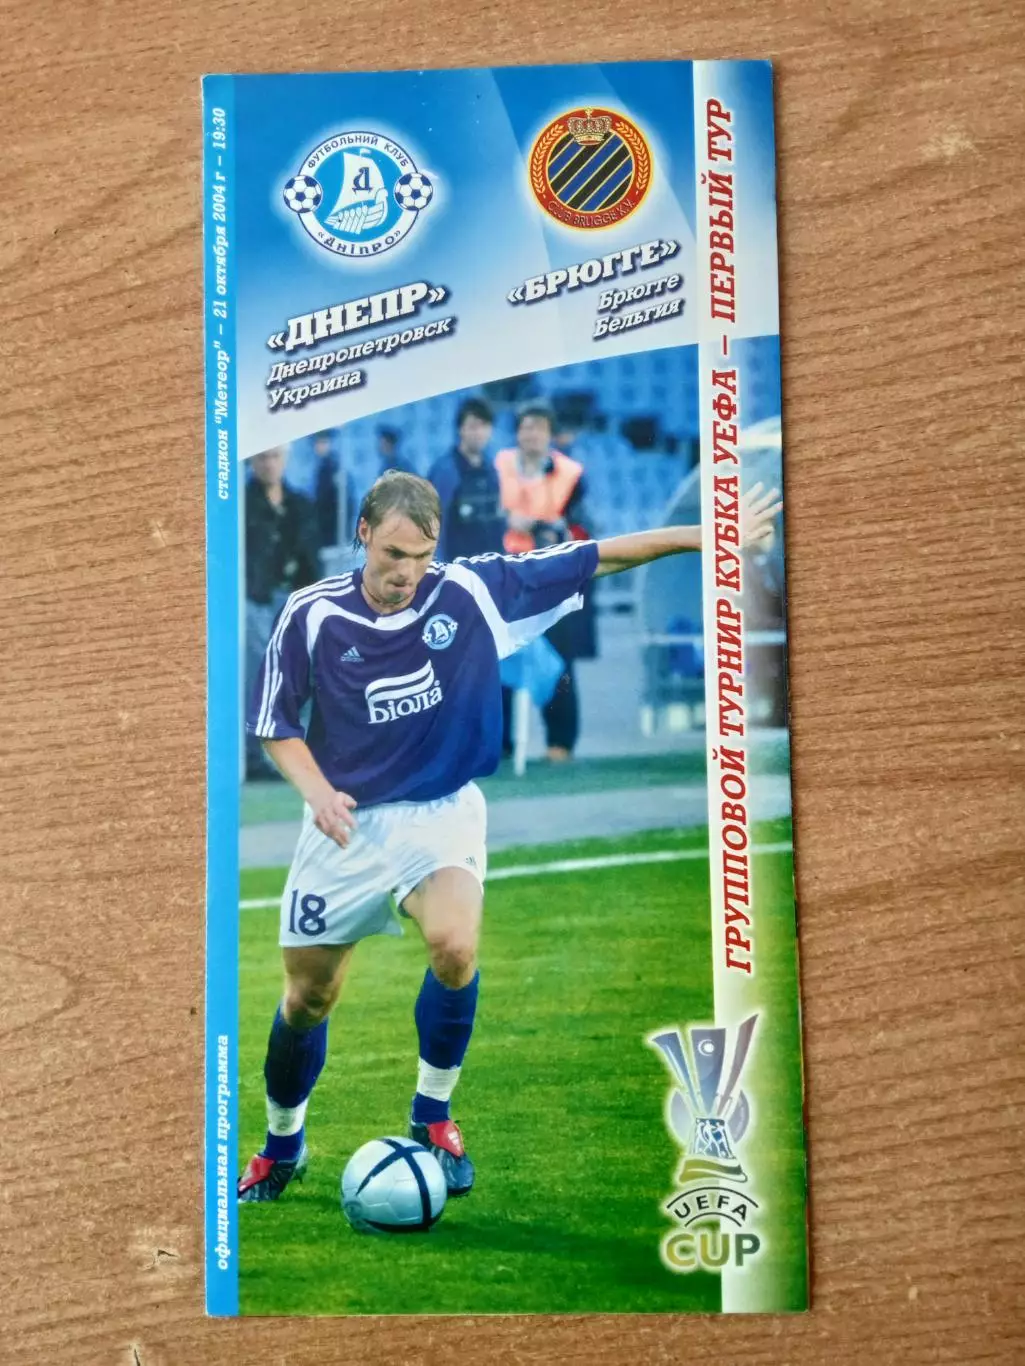 стадион "Метеор" – 21 октября 2004 г – 19:30
официальная программа
ФУТБОЛЬНИЙ КЛУБ
Д
«ДНІПРО»
CLUB BRUGGE K.V.
«ДНЕПР»
Днепропетровск
Украина
«БРЮГГЕ»
Брюгге
Бельгия
ГРУППОВОЙ ТУРНИР КУБКА УЕФА – ПЕРВЫЙ ТУР
adidas
Біола
18
UEFA
CUP